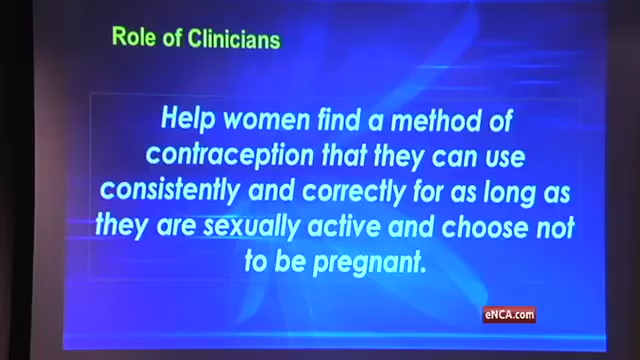 Role of Clinicians
Help women find a method of
contraception that they can use
consistently and correctly for as long as
they are sexually active and choose not
to be pregnant.
eNCA.com